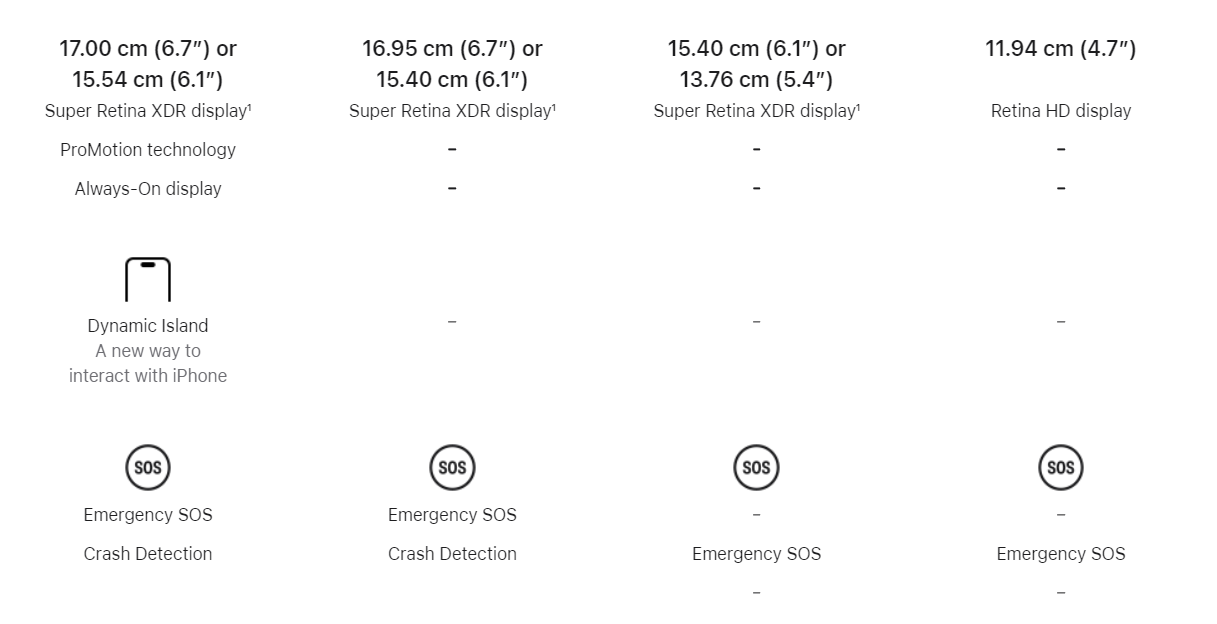 17.00 cm (6.7″) or
15.54 cm (6.1″)
Super Retina XDR display¹
ProMotion technology
Always-On display
Dynamic Island
A new way to
interact with iPhone
SOS
Emergency SOS
Crash Detection
16.95 cm (6.7″) or
15.40 cm (6.1″)
Super Retina XDR display¹
–
–
–
SOS
Emergency SOS
Crash Detection
15.40 cm (6.1″) or
13.76 cm (5.4″)
Super Retina XDR display¹
–
–
–
SOS
–
Emergency SOS
–
11.94 cm (4.7″)
Retina HD display
–
–
–
SOS
–
Emergency SOS
–